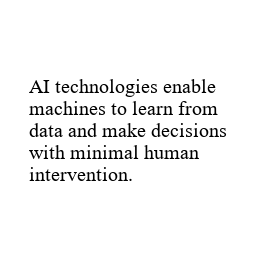 AI technologies enable
machines to learn from
data and make decisions
with minimal human
intervention.